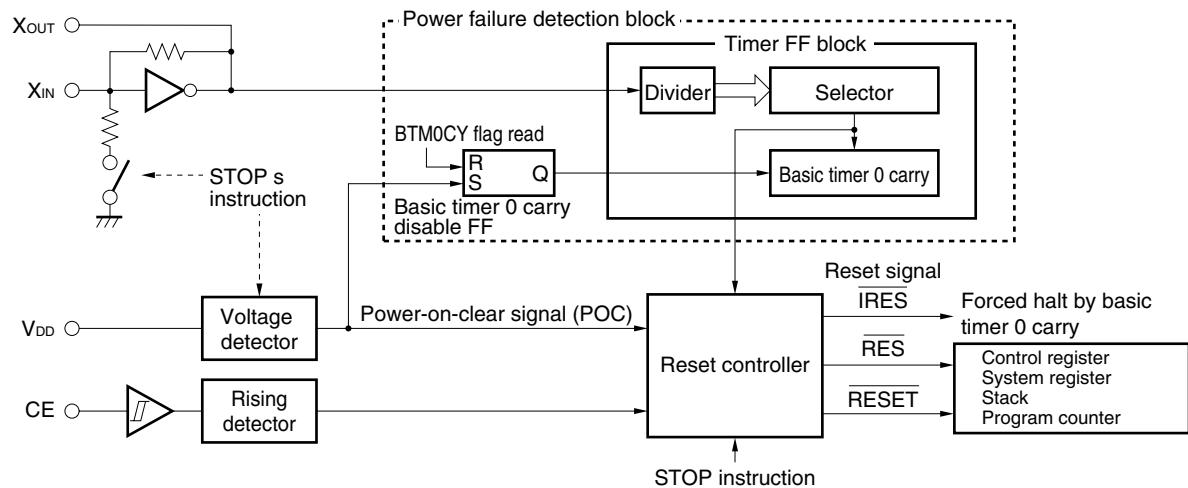 XOUT
Power failure detection block
Timer FF block
XIN
Divider
Selector
BTM0CY flag read
R
S
Q
Basic timer 0 carry
STOP s
instruction
Basic timer 0 carry
disable FF
Reset signal
IRES
Forced halt by basic
timer 0 carry
VDD
Voltage
detector
Power-on-clear signal (POC)
Reset controller
RES
Control register
System register
Stack
Program counter
CE
Rising
detector
RESET
STOP instruction